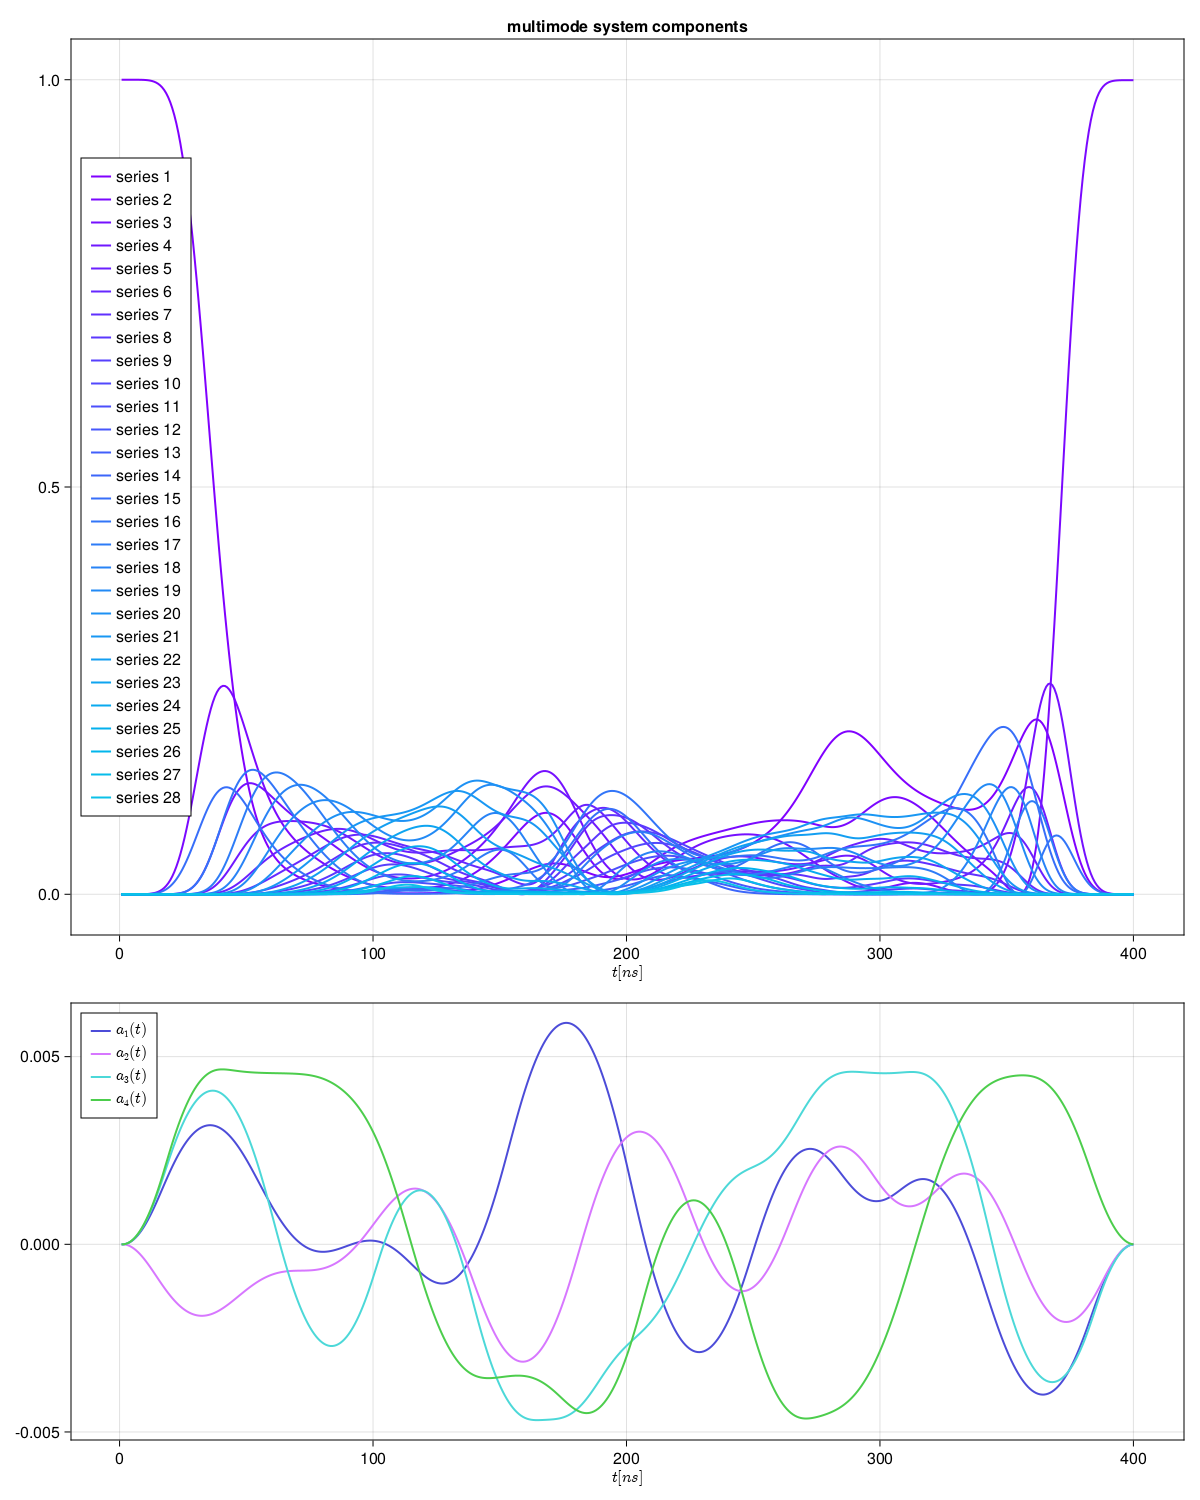 multimode system components
1.0
series 1
series 2
series 3
series 4
series 5
series 6
series 7
series 8
series 9
series 10
series 11
series 12
series 13
series 14
series 15
series 16
series 17
series 18
series 19
series 20
series 21
series 22
series 23
series 24
series 25
series 26
series 27
series 28
0.5
0.0
0 100 200 300 400
t[ns]
a₁(t)
a₂(t)
a₃(t)
a₄(t)
0.005
0.000
-0.005
0 100 200 300 400
t[ns]